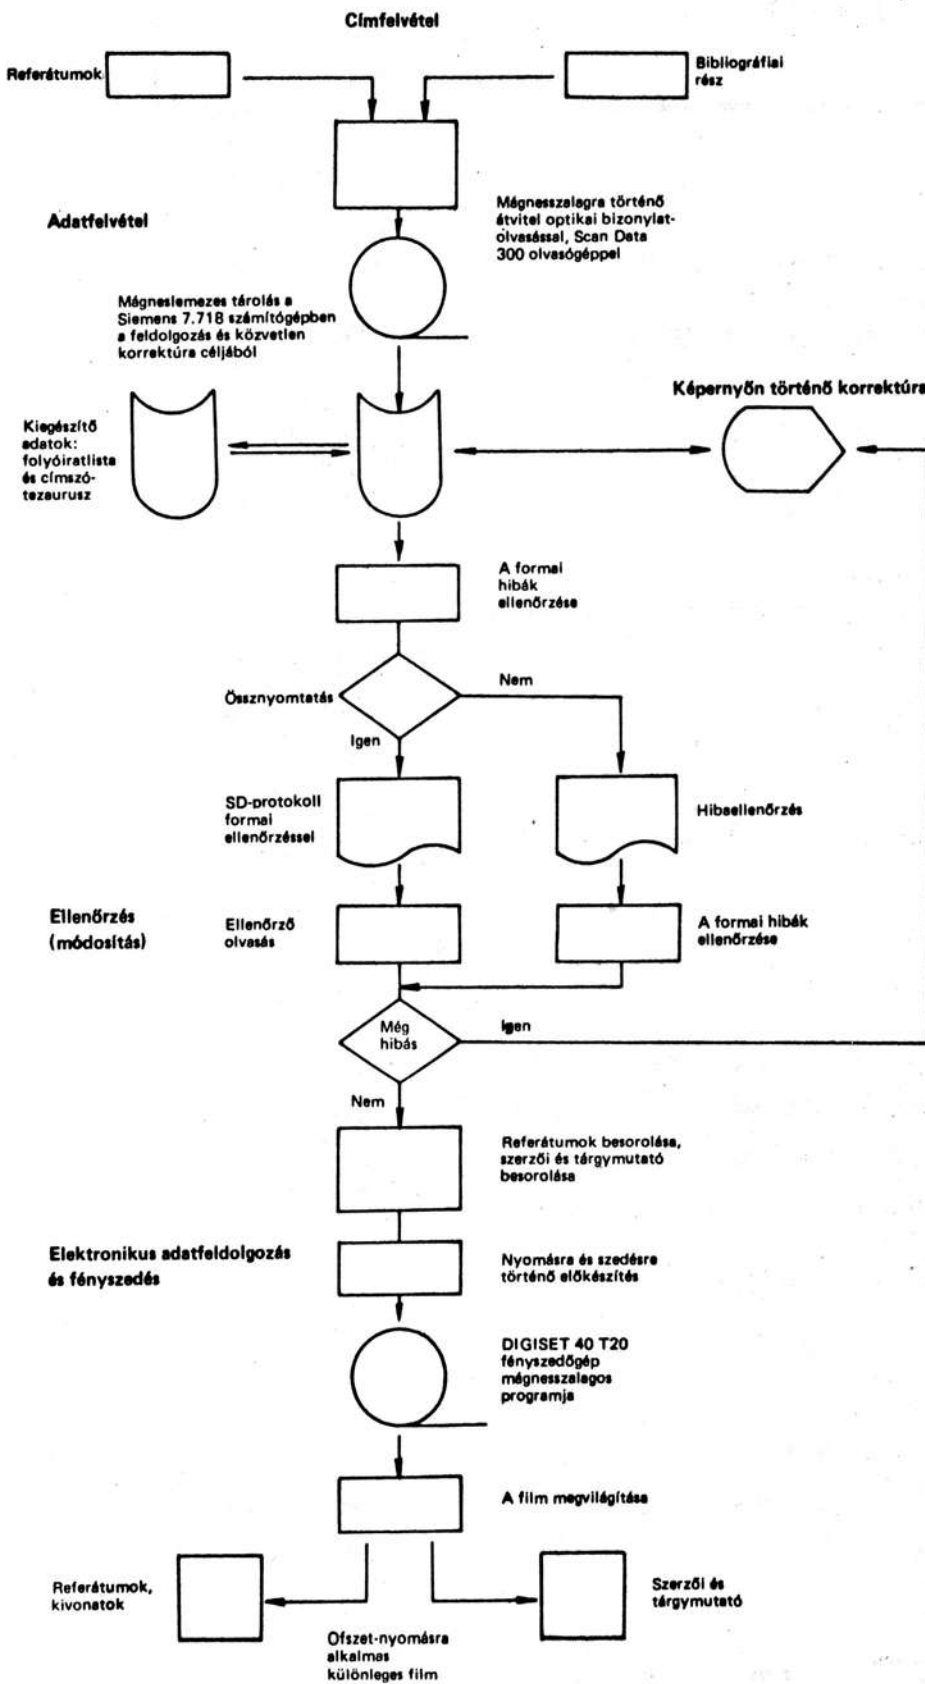 Címfelvétel
Referátumok
Bibliográfiai
rész
Adatfelvétel
Mágnesszalagra történő
átvitel optikai bizonylat-
olvasással, Scan Data
300 olvasógéppel
Mágneslemezes tárolás a
Siemens 7.718 számítógépben
a feldolgozás és közvetlen
korrektúra céljából
Képernyőn történő korrektúra
Kiegészítő
adatok:
folyóiratlista
és címszó-
tezaurusz
A formai
hibák
ellenőrzése
Össznyomtatás
Nem
Igen
SD-protokoll
formai
ellenőrzéssel
Hibaellenőrzés
Ellenőrzés
(módosítás)
Ellenőrző
olvasás
A formai hibák
ellenőrzése
Még
hibás
Igen
Nem
Referátumok besorolása,
szerzői és tárgymutató
besorolása
Elektronikus adatfeldolgozás
és fényszedés
Nyomásra és szedésre
történő előkészítés
DIGISET 40 T20
fényszedőgép
mégnesszalagos
programja
A film megvilágítása
Referátumok,
kivonatok
Szerzői és
tárgymutató
Ofszet-nyomásra
alkalmas
különleges film